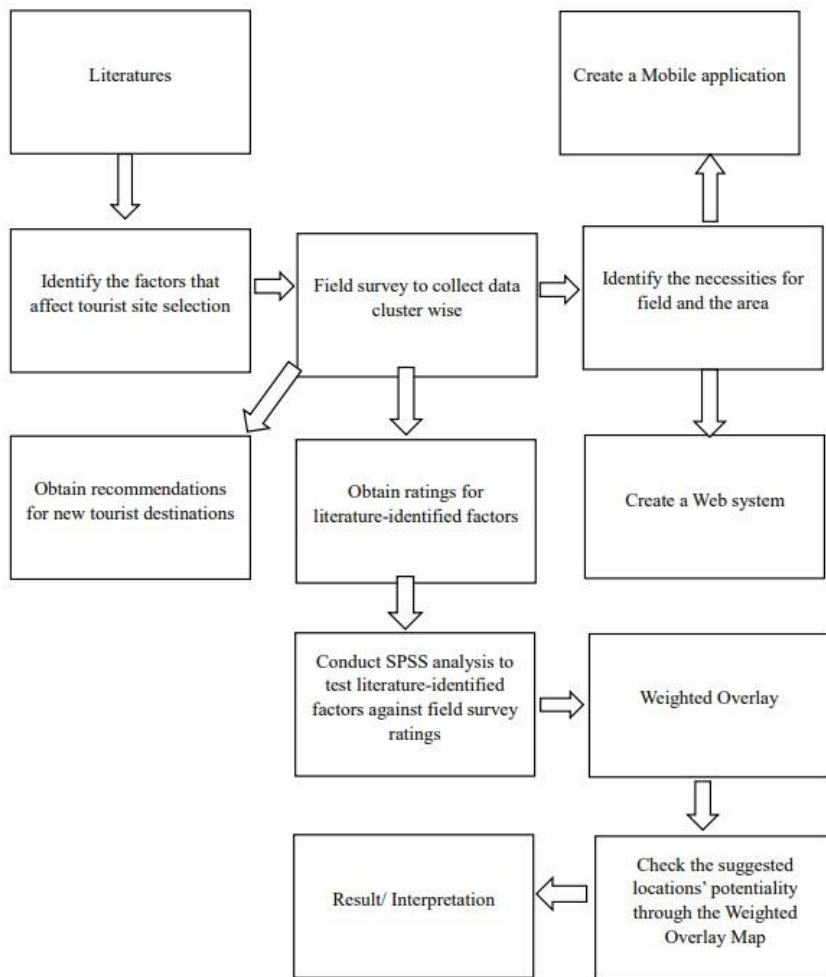 Literatures
Create a Mobile application
Identify the factors that
affect tourist site selection
Field survey to collect data
cluster wise
Identify the necessities for
field and the area
Obtain recommendations
for new tourist destinations
Obtain ratings for
literature-identified factors
Create a Web system
Conduct SPSS analysis to
test literature-identified
factors against field survey
ratings
Weighted Overlay
Result/ Interpretation
Check the suggested
locations’ potentiality
through the Weighted
Overlay Map